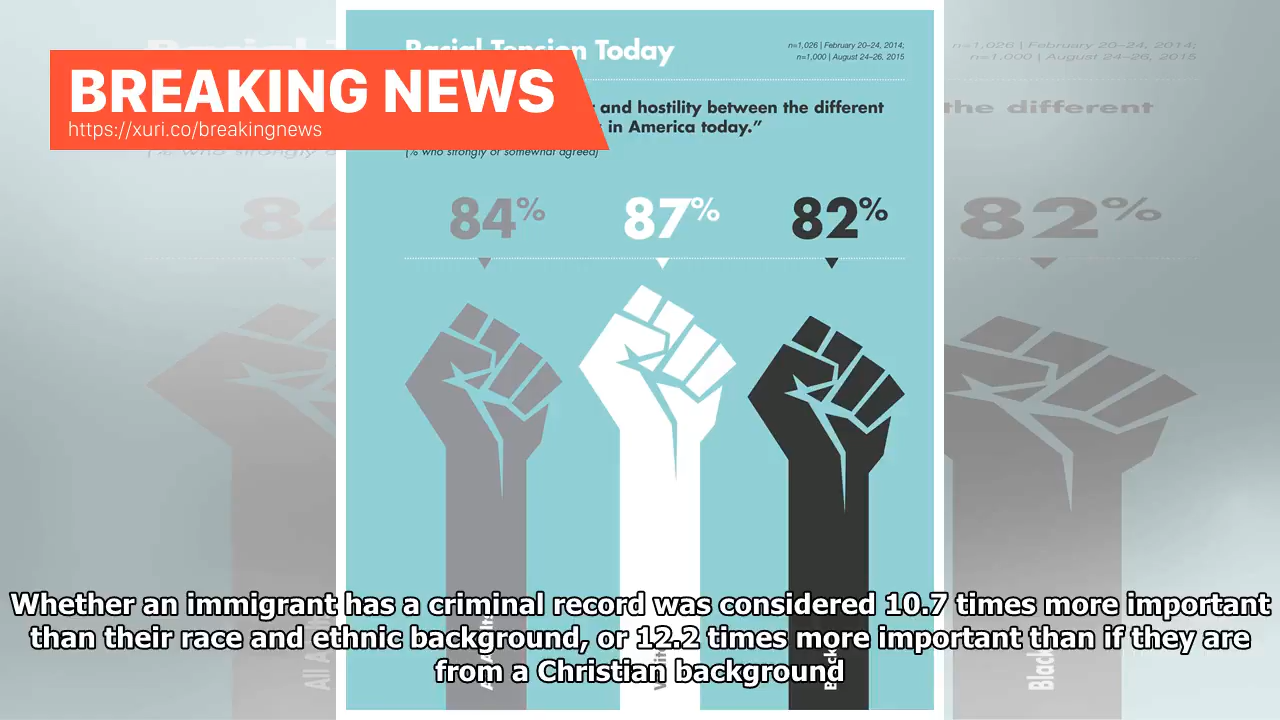 Racial Tension Today
n=1,026 | February 20–24, 2014;
n=1,000 | August 24–26, 2015
BREAKING NEWS
https://xuri.co/breakingnews
and hostility between the different
in America today.”
(% who strongly or somewhat agreed)
84% 87% 82%
Whether an immigrant has a criminal record was considered 10.7 times more important
than their race and ethnic background, or 12.2 times more important than if they are
from a Christian background